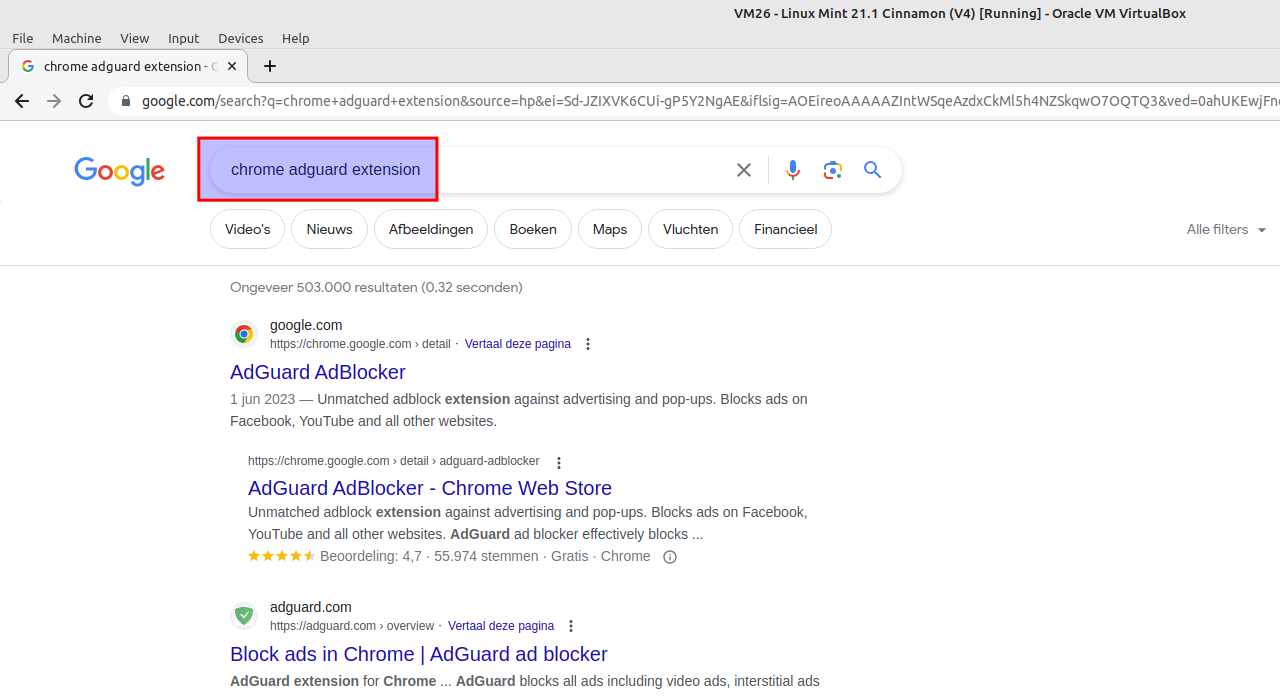 VM26 - Linux Mint 21.1 Cinnamon (V4) [Running] - Oracle VM VirtualBox
File Machine View Input Devices Help
chrome adguard extension -
google.com/search?q=chrome+adguard+extension&source=hp&ei=Sd-JZIXVK6CUi-gP5Y2NgAE&iflsig=AOEireoAAAAAZIntWSqeAzdxCkMl5h4NZSkqwO7OQTQ3&ved=0ahUKEwjFn
Google
chrome adguard extension
Video's Nieuws Afbeeldingen Boeken Maps Vluchten Financieel Alle filters
Ongeveer 503.000 resultaten (0,32 seconden)
google.com
https://chrome.google.com › detail · Vertaal deze pagina
AdGuard AdBlocker
1 jun 2023 — Unmatched adblock extension against advertising and pop-ups. Blocks ads on
Facebook, YouTube and all other websites.
https://chrome.google.com › detail › adguard-adblocker
AdGuard AdBlocker - Chrome Web Store
Unmatched adblock extension against advertising and pop-ups. Blocks ads on Facebook,
YouTube and all other websites. AdGuard ad blocker effectively blocks ...
Beoordeling: 4,7 · 55.974 stemmen · Gratis · Chrome
adguard.com
https://adguard.com › overview · Vertaal deze pagina
Block ads in Chrome | AdGuard ad blocker
AdGuard extension for Chrome ... AdGuard blocks all ads including video ads, interstitial ads